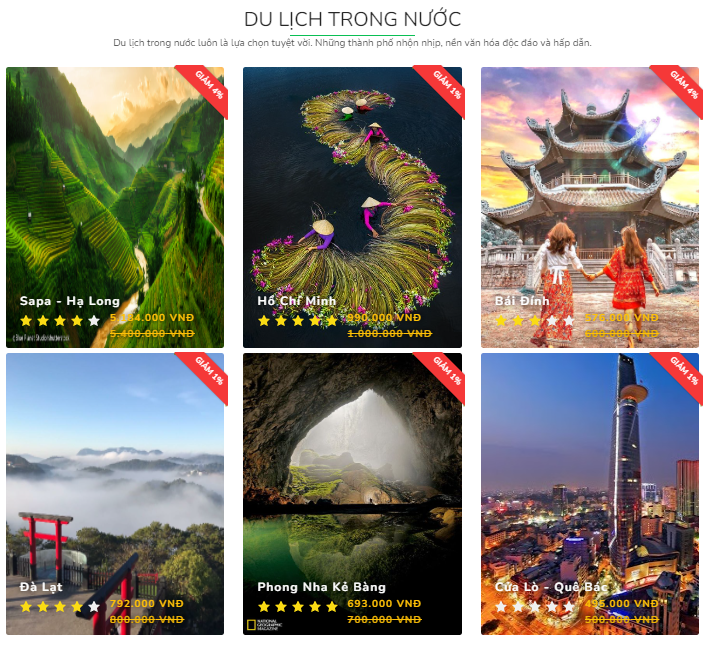 DU LỊCH TRONG NƯỚC
Du lịch trong nước luôn là lựa chọn tuyệt vời. Những thành phố nhộn nhịp, nền văn hóa độc đáo và hấp dẫn.
GIẢM 4%
Sapa - Hạ Long
5.184.000 VNĐ
5.400.000 VNĐ
GIẢM 1%
Hồ Chí Minh
990.000 VNĐ
1.000.000 VNĐ
GIẢM 4%
Bái Đính
576.000 VNĐ
600.000 VNĐ
GIẢM 1%
Đà Lạt
792.000 VNĐ
800.000 VNĐ
GIẢM 1%
Phong Nha Kẻ Bàng
693.000 VNĐ
700.000 VNĐ
NATIONAL
GEOGRAPHIC
MAGAZINE
GIẢM 1%
Cửa Lò - Quê Bác
495.000 VNĐ
500.000 VNĐ